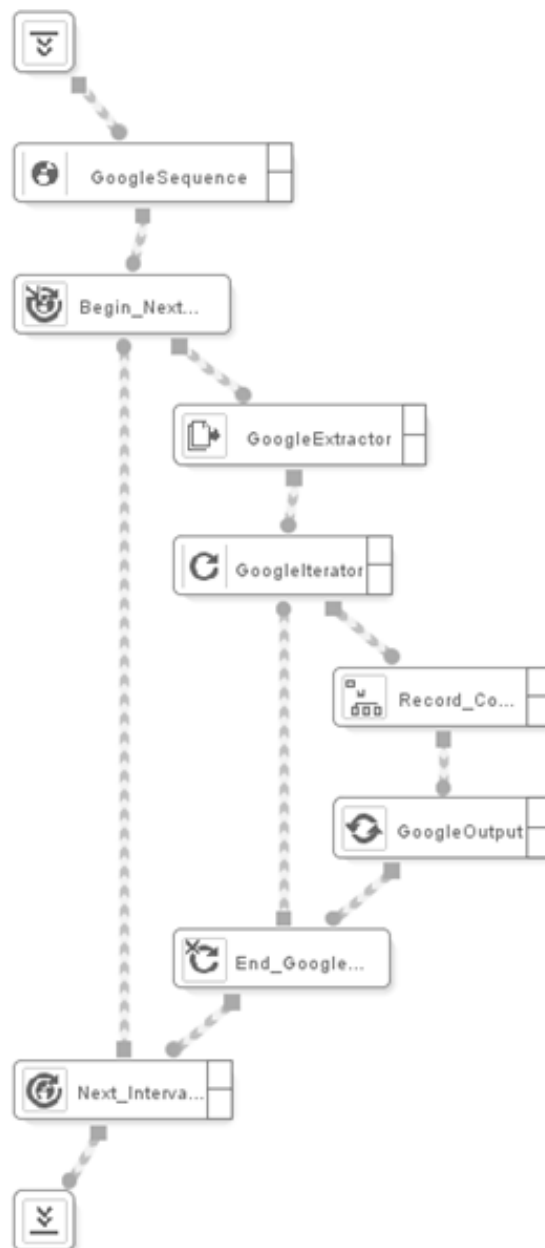 GoogleSequence
Begin_Next...
GoogleExtractor
GoogleIterator
Record_Co...
GoogleOutput
End_Google...
Next_Interva...